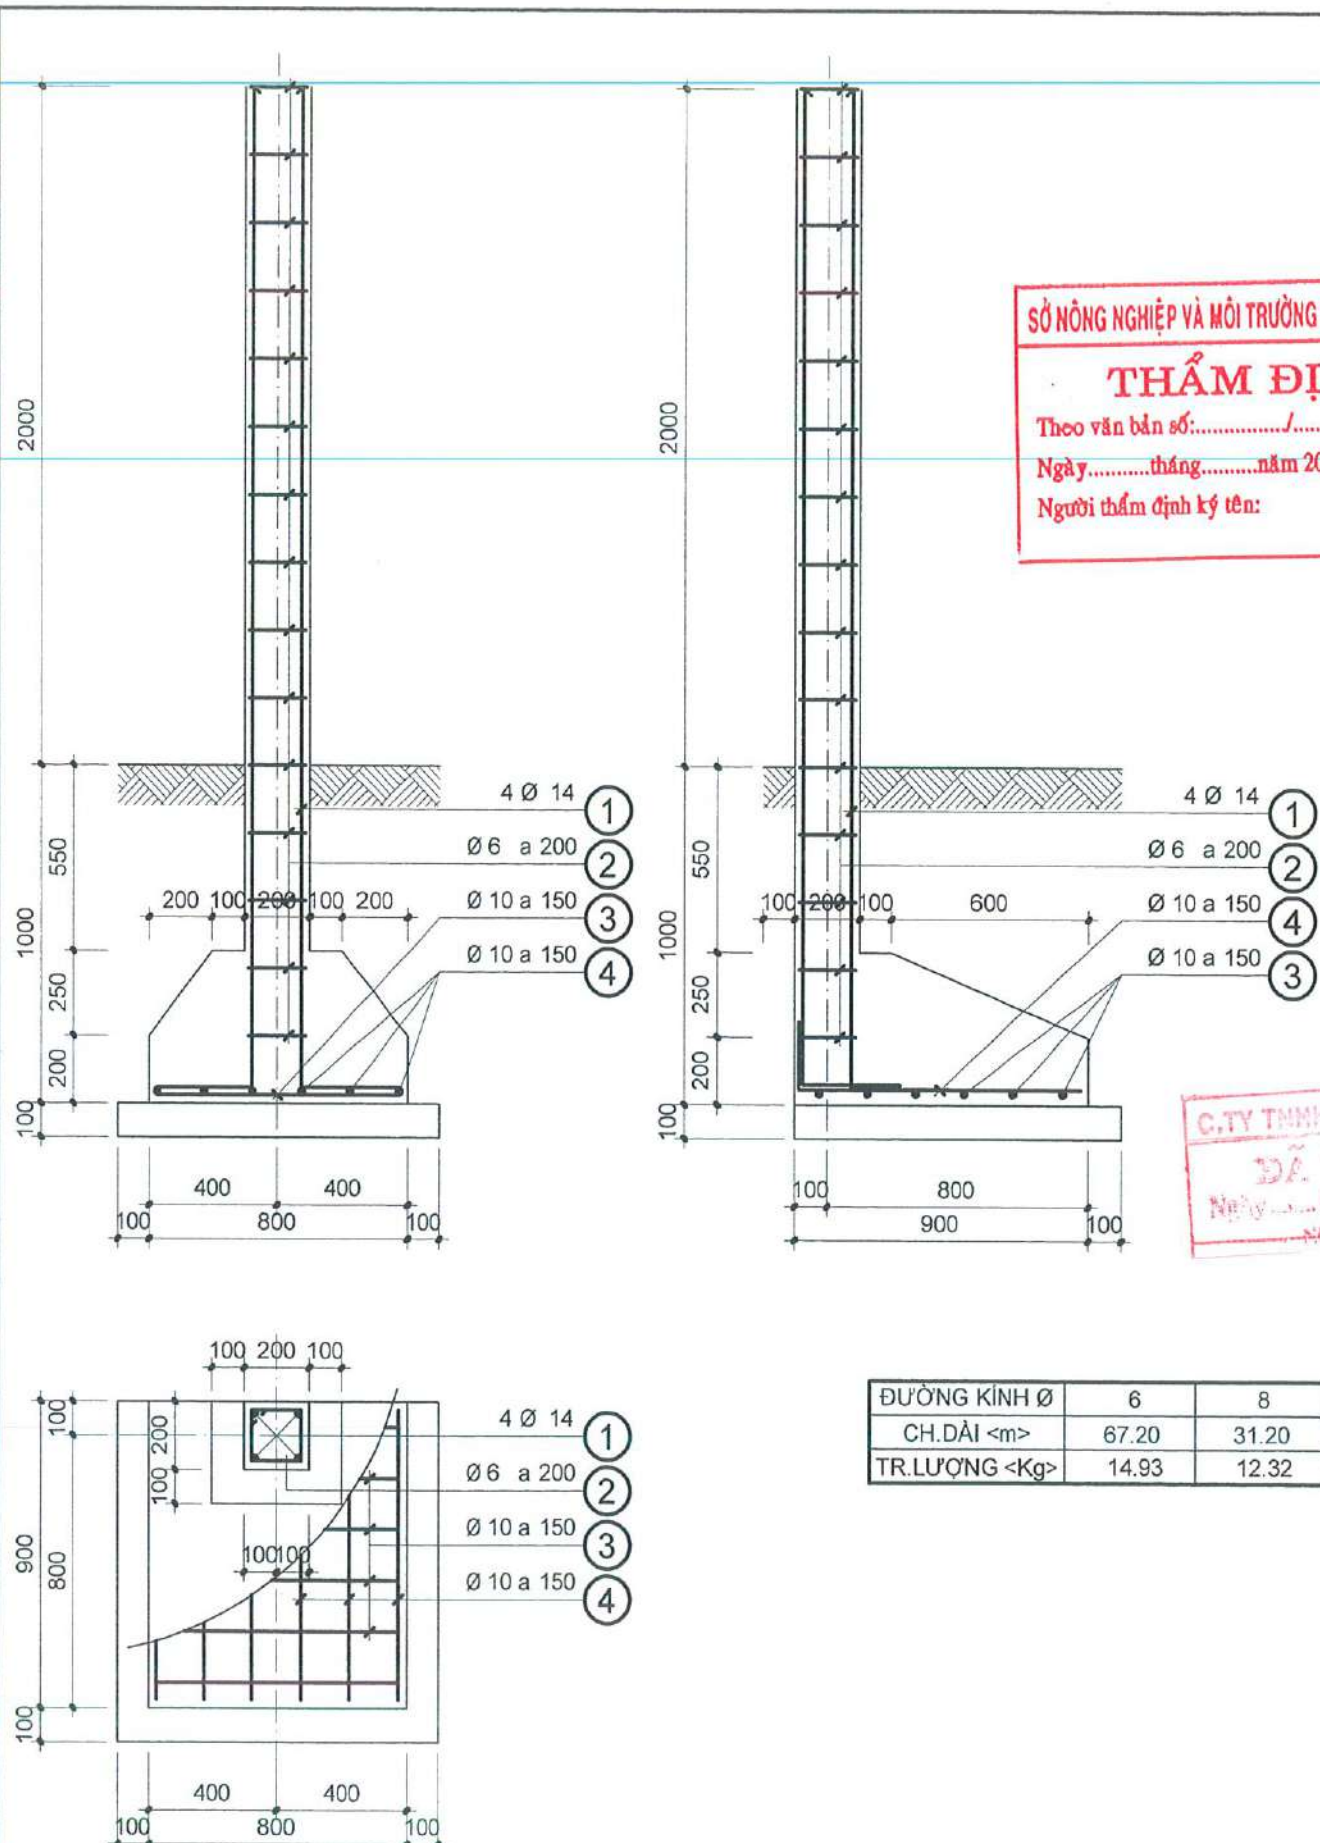 2000
550
1000
250
200
100
200 100 200 100 200
4 Ø 14 1
Ø 6 a 200 2
Ø 10 a 150 3
Ø 10 a 150 4
400 400
100 800 100
2000
550
1000
250
200
100
100 200 100 600
4 Ø 14 1
Ø 6 a 200 2
Ø 10 a 150 4
Ø 10 a 150 3
100 800
900 100
SỞ NÔNG NGHIỆP VÀ MÔI TRƯỜNG
THẨM ĐỊ
Theo văn bản số:............../.....
Ngày..........tháng.........năm 20
Người thẩm định ký tên:
C.TY TNHH
ĐÃ
Ngày
100 200 100
100
200
100
900
800
100
100100
4 Ø 14 1
Ø 6 a 200 2
Ø 10 a 150 3
Ø 10 a 150 4
400 400
100 800 100
ĐƯỜNG KÍNH Ø 6 8
CH.DÀI <m> 67.20 31.20
TR.LƯỢNG <Kg> 14.93 12.32